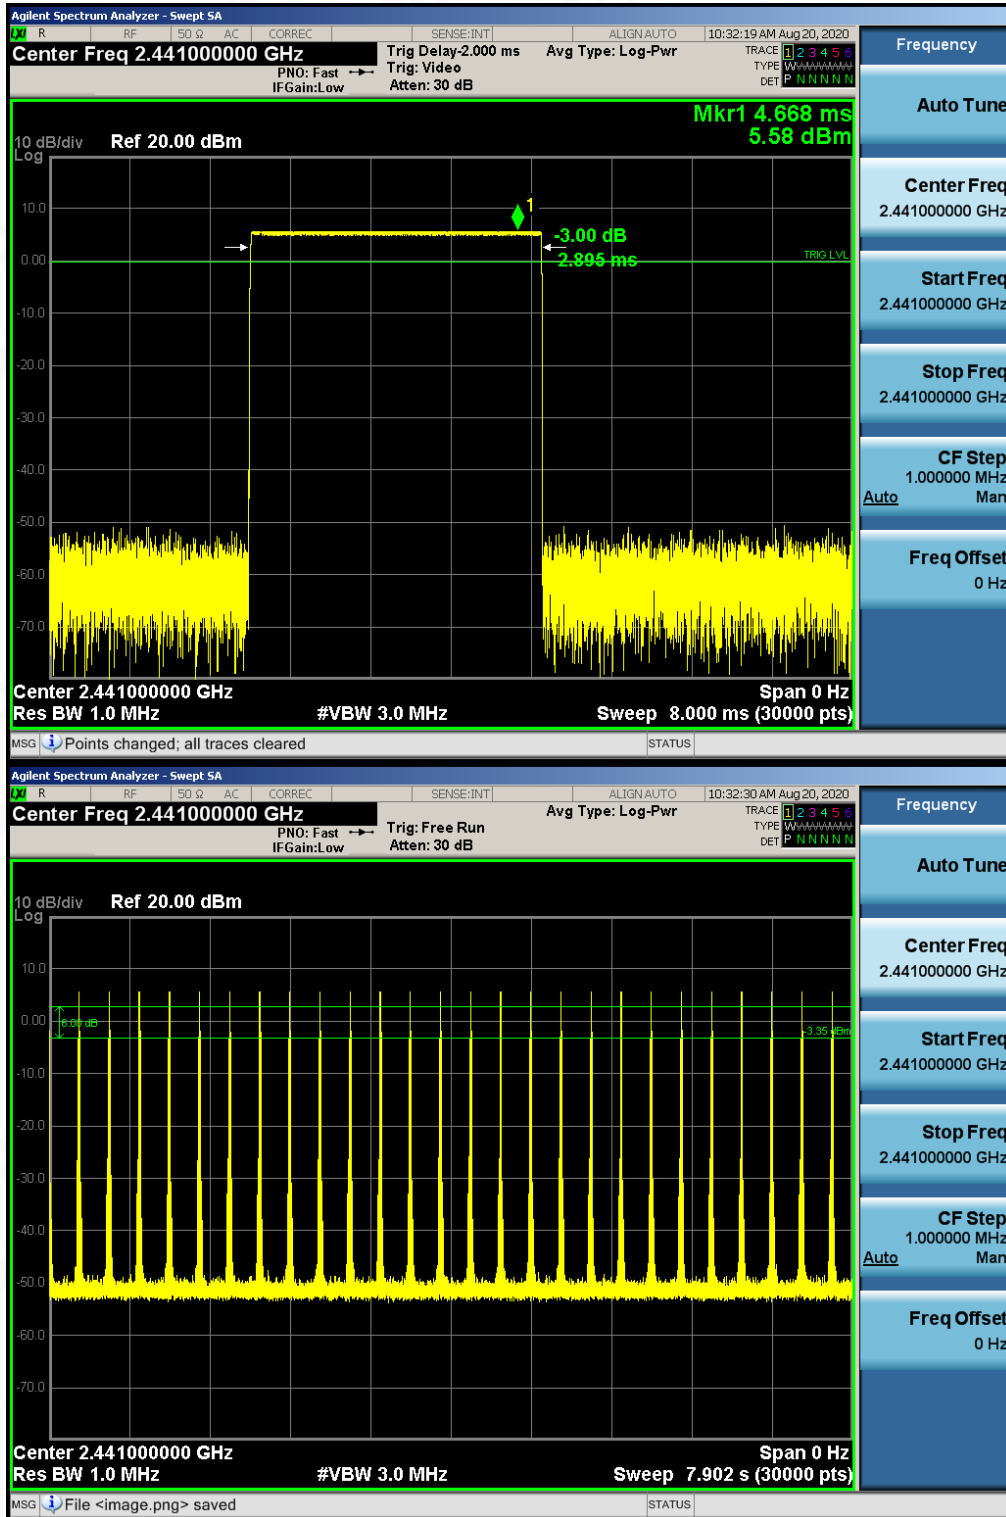 Agilent Spectrum Analyzer - Swept SA
LXI R RF 50 Ω AC CORREC SENSE:INT ALIGN AUTO 10:32:19 AM Aug 20, 2020
Center Freq 2.441000000 GHz
PNO: Fast
IFGain:Low
Trig Delay-2.000 ms
Trig: Video
Atten: 30 dB
Avg Type: Log-Pwr
TRACE 1 2 3 4 5 6
TYPE WWWWWW
DET P N N N N N
Mkr1 4.668 ms
5.58 dBm
10 dB/div Ref 20.00 dBm
Log
10.0
0.00
-10.0
-20.0
-30.0
-40.0
-50.0
-60.0
-70.0
1
-3.00 dB
2.895 ms
TRIG LVL
Center 2.441000000 GHz Span 0 Hz
Res BW 1.0 MHz #VBW 3.0 MHz Sweep 8.000 ms (30000 pts)
MSG Points changed; all traces cleared STATUS
Frequency
Auto Tune
Center Freq
2.441000000 GHz
Start Freq
2.441000000 GHz
Stop Freq
2.441000000 GHz
CF Step
1.000000 MHz
Auto Man
Freq Offset
0 Hz
Agilent Spectrum Analyzer - Swept SA
LXI R RF 50 Ω AC CORREC SENSE:INT ALIGN AUTO 10:32:30 AM Aug 20, 2020
Center Freq 2.441000000 GHz
PNO: Fast
IFGain:Low
Trig: Free Run
Atten: 30 dB
Avg Type: Log-Pwr
TRACE 1 2 3 4 5 6
TYPE WWWWWW
DET P N N N N N
10 dB/div Ref 20.00 dBm
Log
10.0
0.00
-10.0
-20.0
-30.0
-40.0
-50.0
-60.0
-70.0
6.00 dB
-3.35 dBm
Center 2.441000000 GHz Span 0 Hz
Res BW 1.0 MHz #VBW 3.0 MHz Sweep 7.902 s (30000 pts)
MSG File <image.png> saved STATUS
Frequency
Auto Tune
Center Freq
2.441000000 GHz
Start Freq
2.441000000 GHz
Stop Freq
2.441000000 GHz
CF Step
1.000000 MHz
Auto Man
Freq Offset
0 Hz